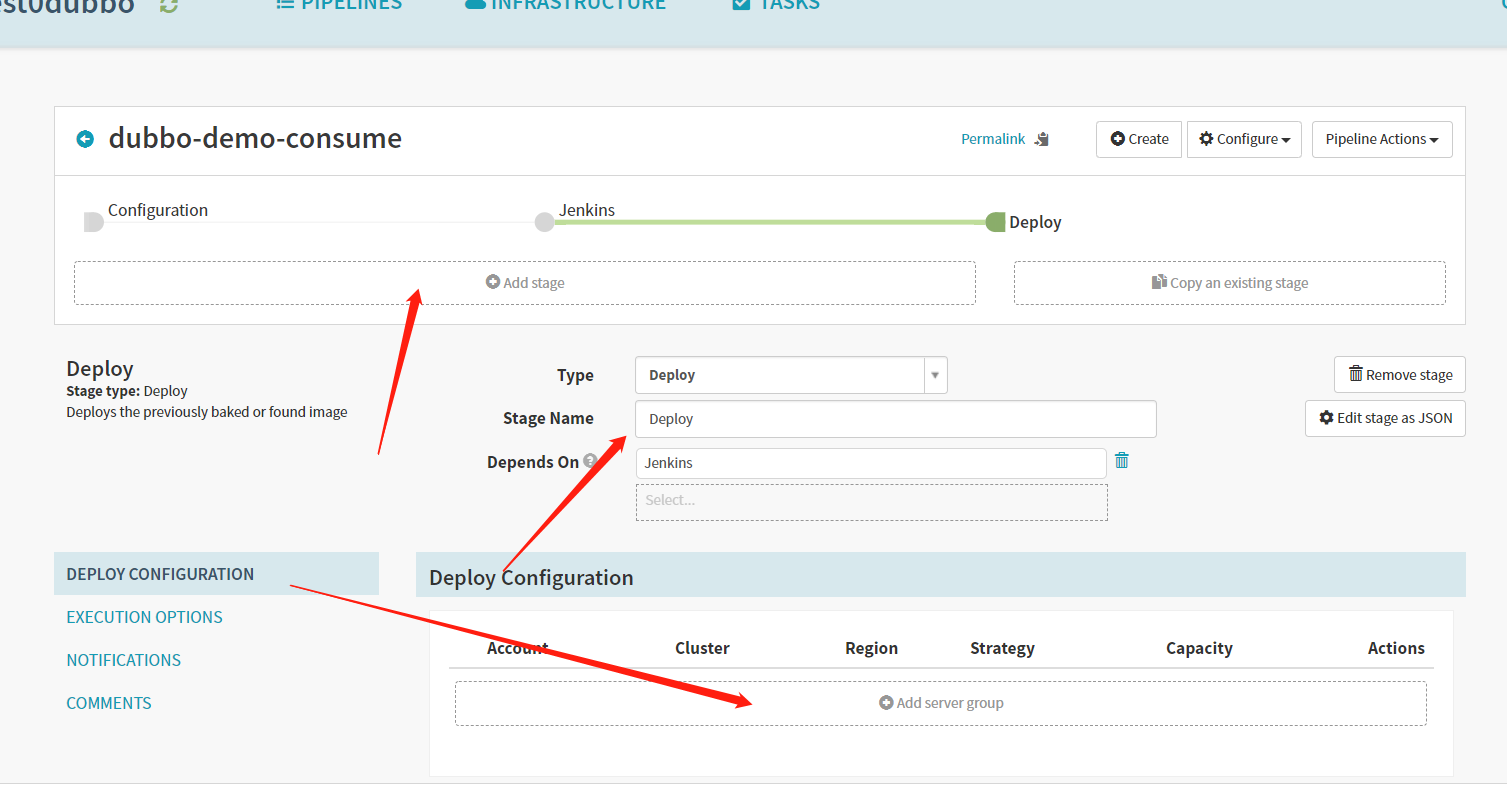 PIPELINES INFRASTRUCTURE TASKS
dubbo-demo-consume
Permalink Create Configure Pipeline Actions
Configuration Jenkins Deploy
Add stage Copy an existing stage
Deploy
Stage type: Deploy
Deploys the previously baked or found image
Type Deploy
Stage Name Deploy
Depends On ? Jenkins
Select...
Remove stage
Edit stage as JSON
DEPLOY CONFIGURATION
EXECUTION OPTIONS
NOTIFICATIONS
COMMENTS
Deploy Configuration
Account Cluster Region Strategy Capacity Actions
Add server group